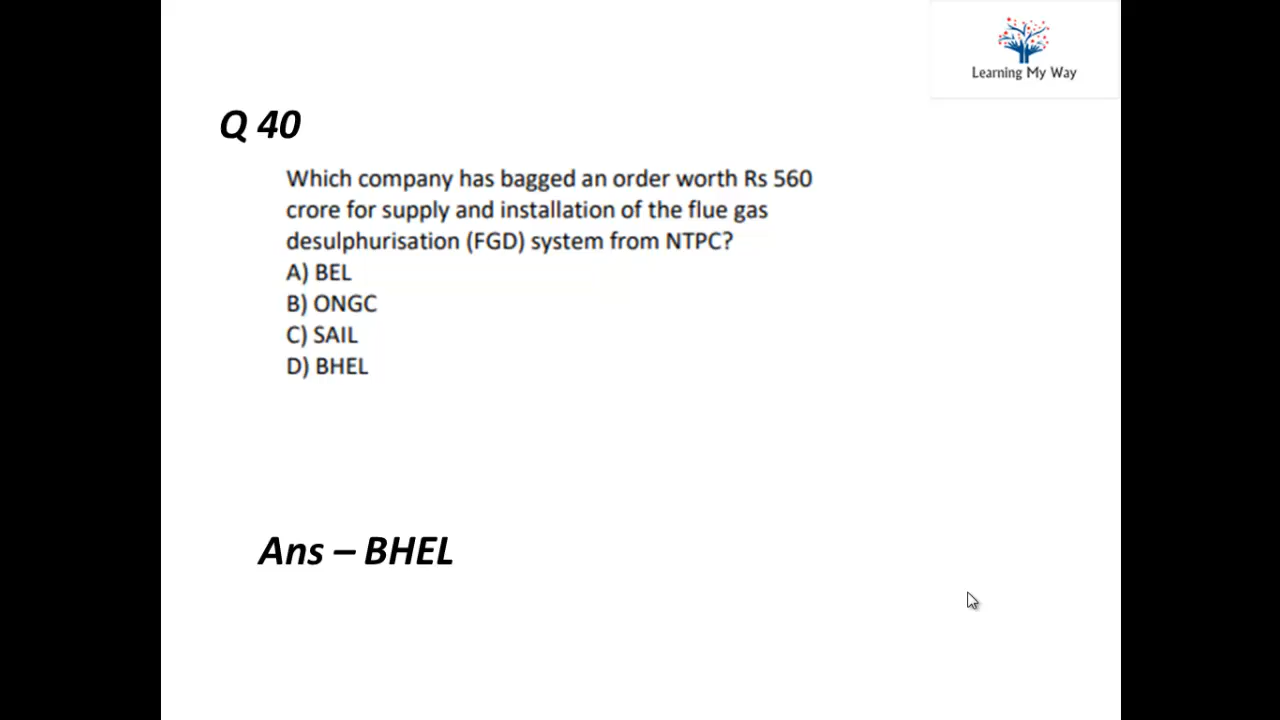 Learning My Way
Q 40
Which company has bagged an order worth Rs 560
crore for supply and installation of the flue gas
desulphurisation (FGD) system from NTPC?
A) BEL
B) ONGC
C) SAIL
D) BHEL
Ans – BHEL